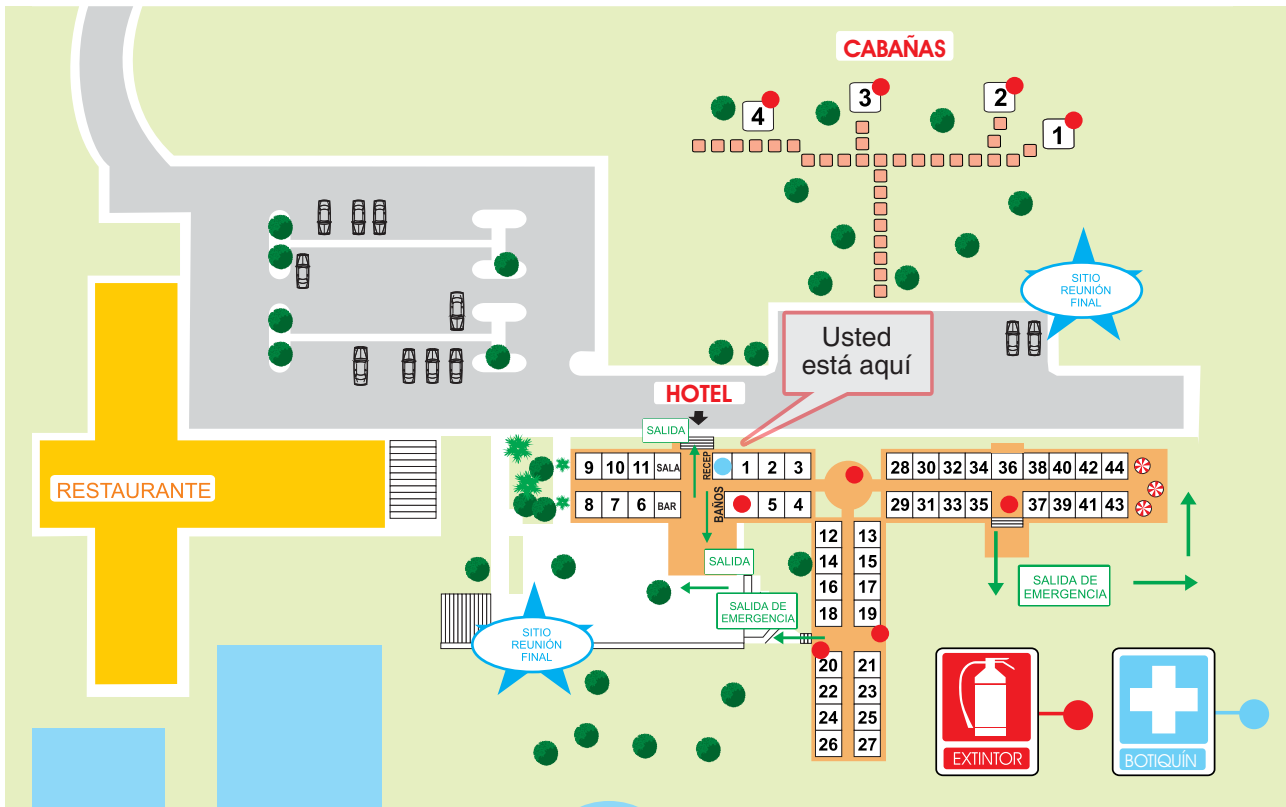 CABAÑAS
4
3
2
1
SITIO
REUNIÓN
FINAL
Usted
está aquí
HOTEL
SALIDA
9 10 11 SALA RECEP 1 2 3
28 30 32 34 36 38 40 42 44
RESTAURANTE
8 7 6 BAR BAÑOS 5 4
29 31 33 35 37 39 41 43
12 13
14 15
16 17
18 19
SALIDA
SALIDA DE
EMERGENCIA
SALIDA DE
EMERGENCIA
SITIO
REUNIÓN
FINAL
20 21
22 23
24 25
26 27
EXTINTOR
BOTIQUÍN